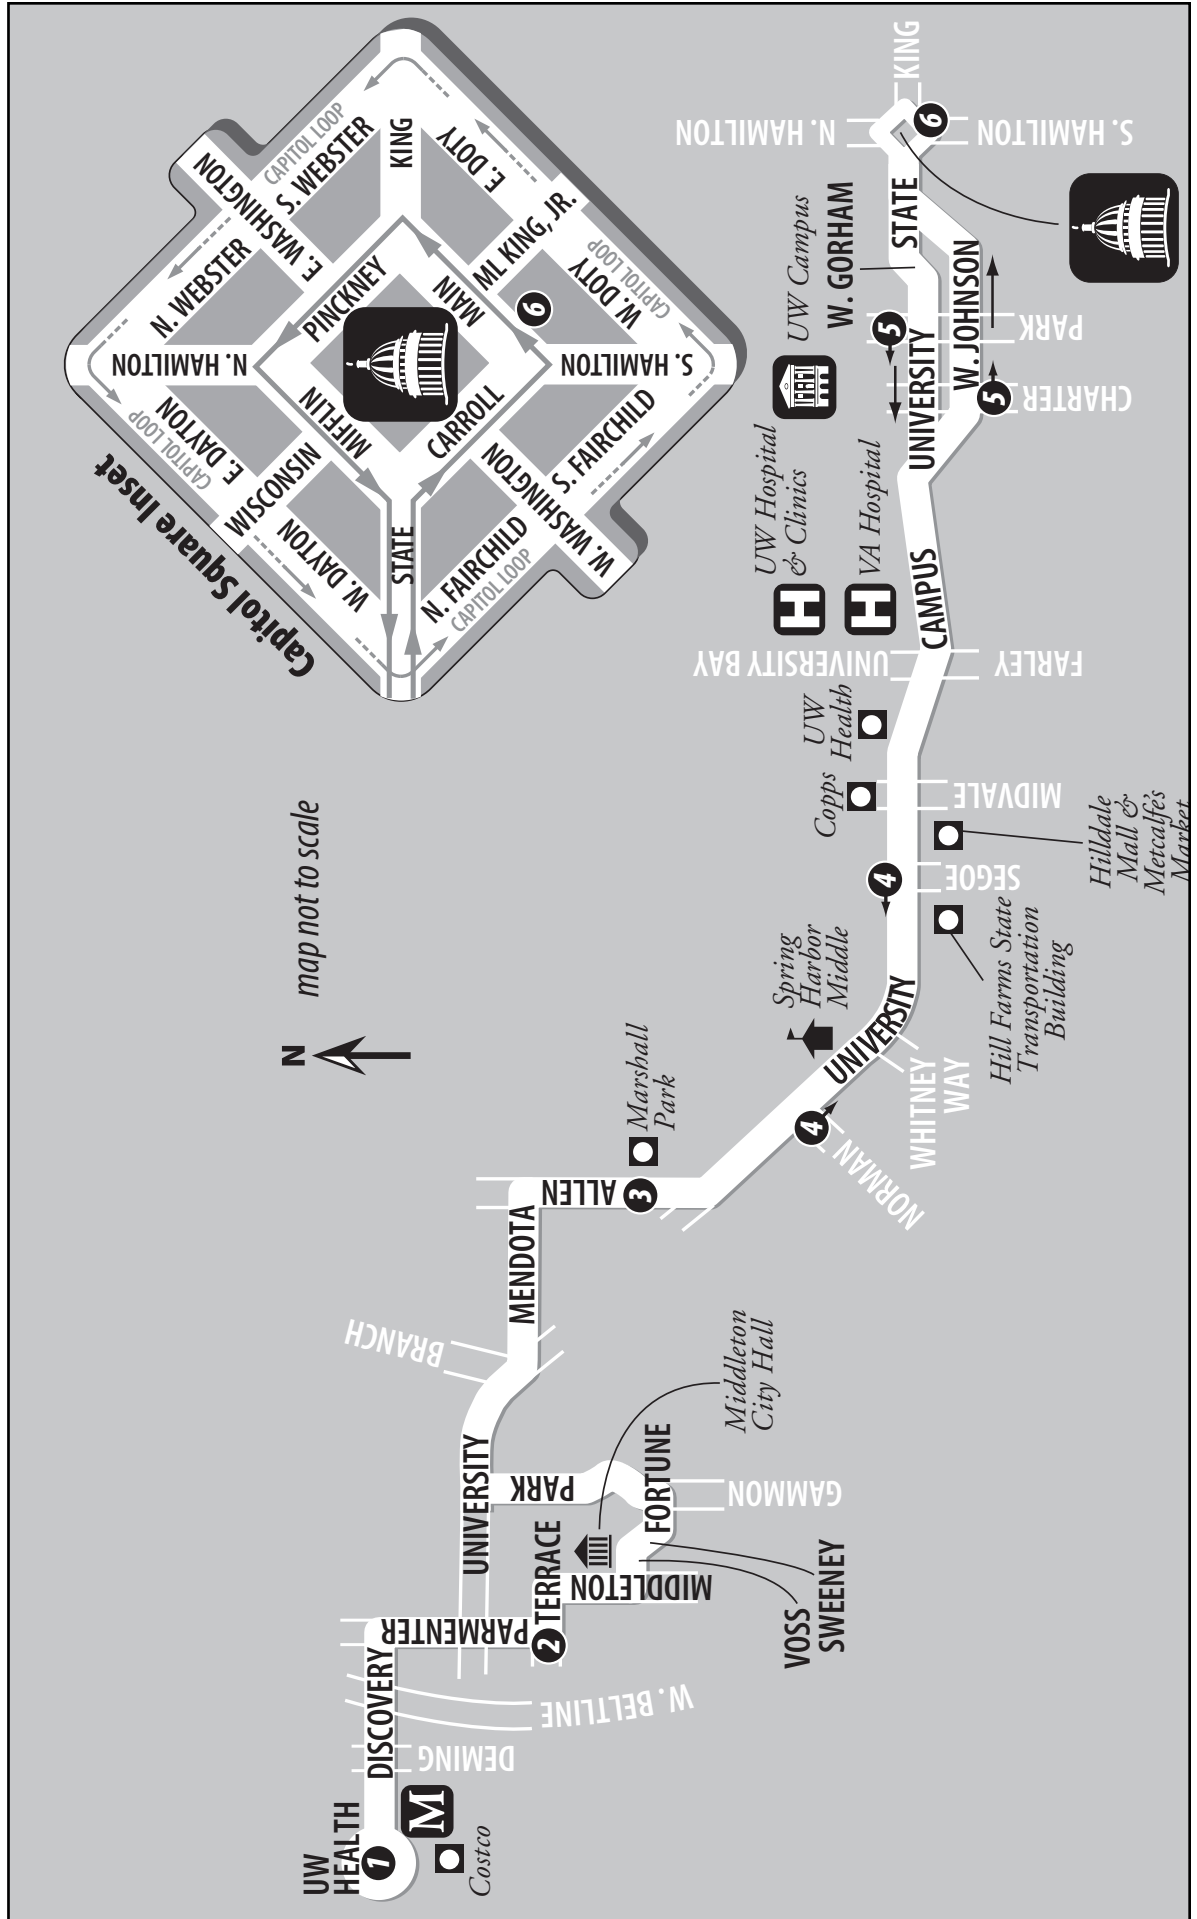 Capitol Square Inset
CAPITOL LOOP
N. WEBSTER
E. WASHINGTON
S. WEBSTER
CAPITOL LOOP
N. HAMILTON
PINCKNEY
KING
E. DAYTON
CAPITOL LOOP
MIFFLIN
MAIN
E. DOTY
WISCONSIN
CARROLL
ML KING, JR.
W. DAYTON
STATE
6
W. DOTY
CAPITOL LOOP
N. FAIRCHILD
W. WASHINGTON
S. FAIRCHILD
S. HAMILTON
N
map not to scale
UW
HEALTH
1
M
Costco
DISCOVERY
DEMING
W. BELTLINE
PARMENTER
2
TERRACE
MIDDLETON
VOSS
SWEENEY
FORTUNE
GAMMON
Middleton
City Hall
PARK
UNIVERSITY
BRANCH
MENDOTA
ALLEN
3
Marshall
Park
4
NORMAN
WHITNEY
WAY
UNIVERSITY
Spring
Harbor
Middle
4
SEGOE
Hill Farms State
Transportation
Building
Hilldale
Mall &
Metcalfe's
Market
Copps
MIDVALE
UW
Health
UNIVERSITY BAY
FARLEY
CAMPUS
H
UW Hospital
& Clinics
H
VA Hospital
UW Campus
UNIVERSITY
5
5
CHARTER
PARK
W. JOHNSON
W. GORHAM
STATE
N. HAMILTON
S. HAMILTON
6
KING